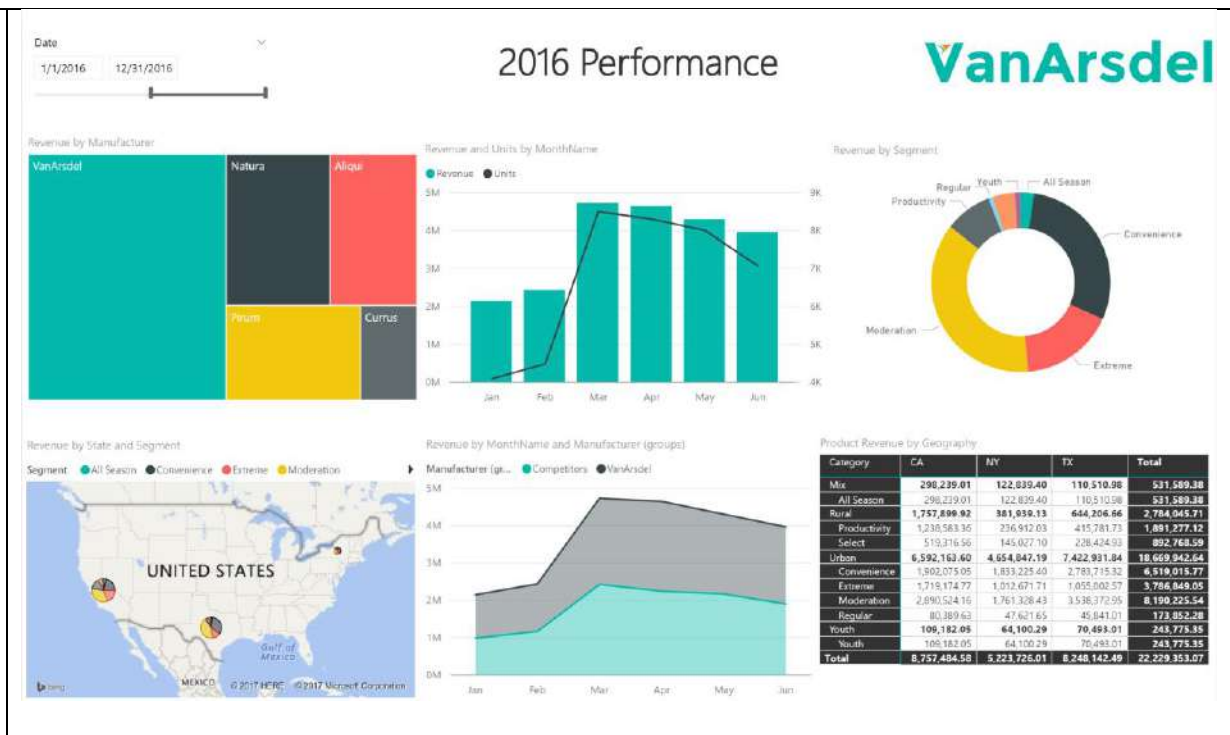 Date
1/1/2016 12/31/2016
2016 Performance
VanArsdel
Revenue by Manufacturer
VanArsdel
Natura
Aliqui
Pirum
Currus
Revenue and Units by MonthName
Revenue Units
5M
4M
3M
2M
1M
0M
9K
8K
7K
6K
5K
4K
Jan Feb Mar Apr May Jun
Revenue by Segment
Youth
All Season
Regular
Productivity
Convenience
Moderation
Extreme
Revenue by State and Segment
Segment All Season Convenience Extreme Moderation
UNITED STATES
Gulf of
Mexico
MEXICO
© 2017 HERE © 2017 Microsoft Corporation
bing
Revenue by MonthName and Manufacturer (groups)
Manufacturer (gr... Competitors VanArsdel
5M
4M
3M
2M
1M
0M
Jan Feb Mar Apr May Jun
Product Revenue by Geography
Category CA NY TX Total
Mix 298,239.01 122,839.40 110,510.98 531,589.38
All Season 298,239.01 122,839.40 110,510.98 531,589.38
Rural 1,757,899.92 381,939.13 644,206.66 2,784,045.71
Productivity 1,238,583.36 236,912.03 415,781.73 1,891,277.12
Select 519,316.56 145,027.10 228,424.93 892,768.59
Urban 6,592,163.60 4,654,847.19 7,422,931.84 18,669,942.64
Convenience 1,902,075.05 1,833,225.40 2,783,715.32 6,519,015.77
Extreme 1,719,174.77 1,012,671.71 1,055,002.57 3,786,849.05
Moderation 2,890,524.16 1,761,328.43 3,538,372.95 8,190,225.54
Regular 80,389.63 47,621.65 45,841.01 173,852.28
Youth 109,182.05 64,100.29 70,493.01 243,775.35
Youth 109,182.05 64,100.29 70,493.01 243,775.35
Total 8,757,484.58 5,223,726.01 8,248,142.49 22,229,353.07